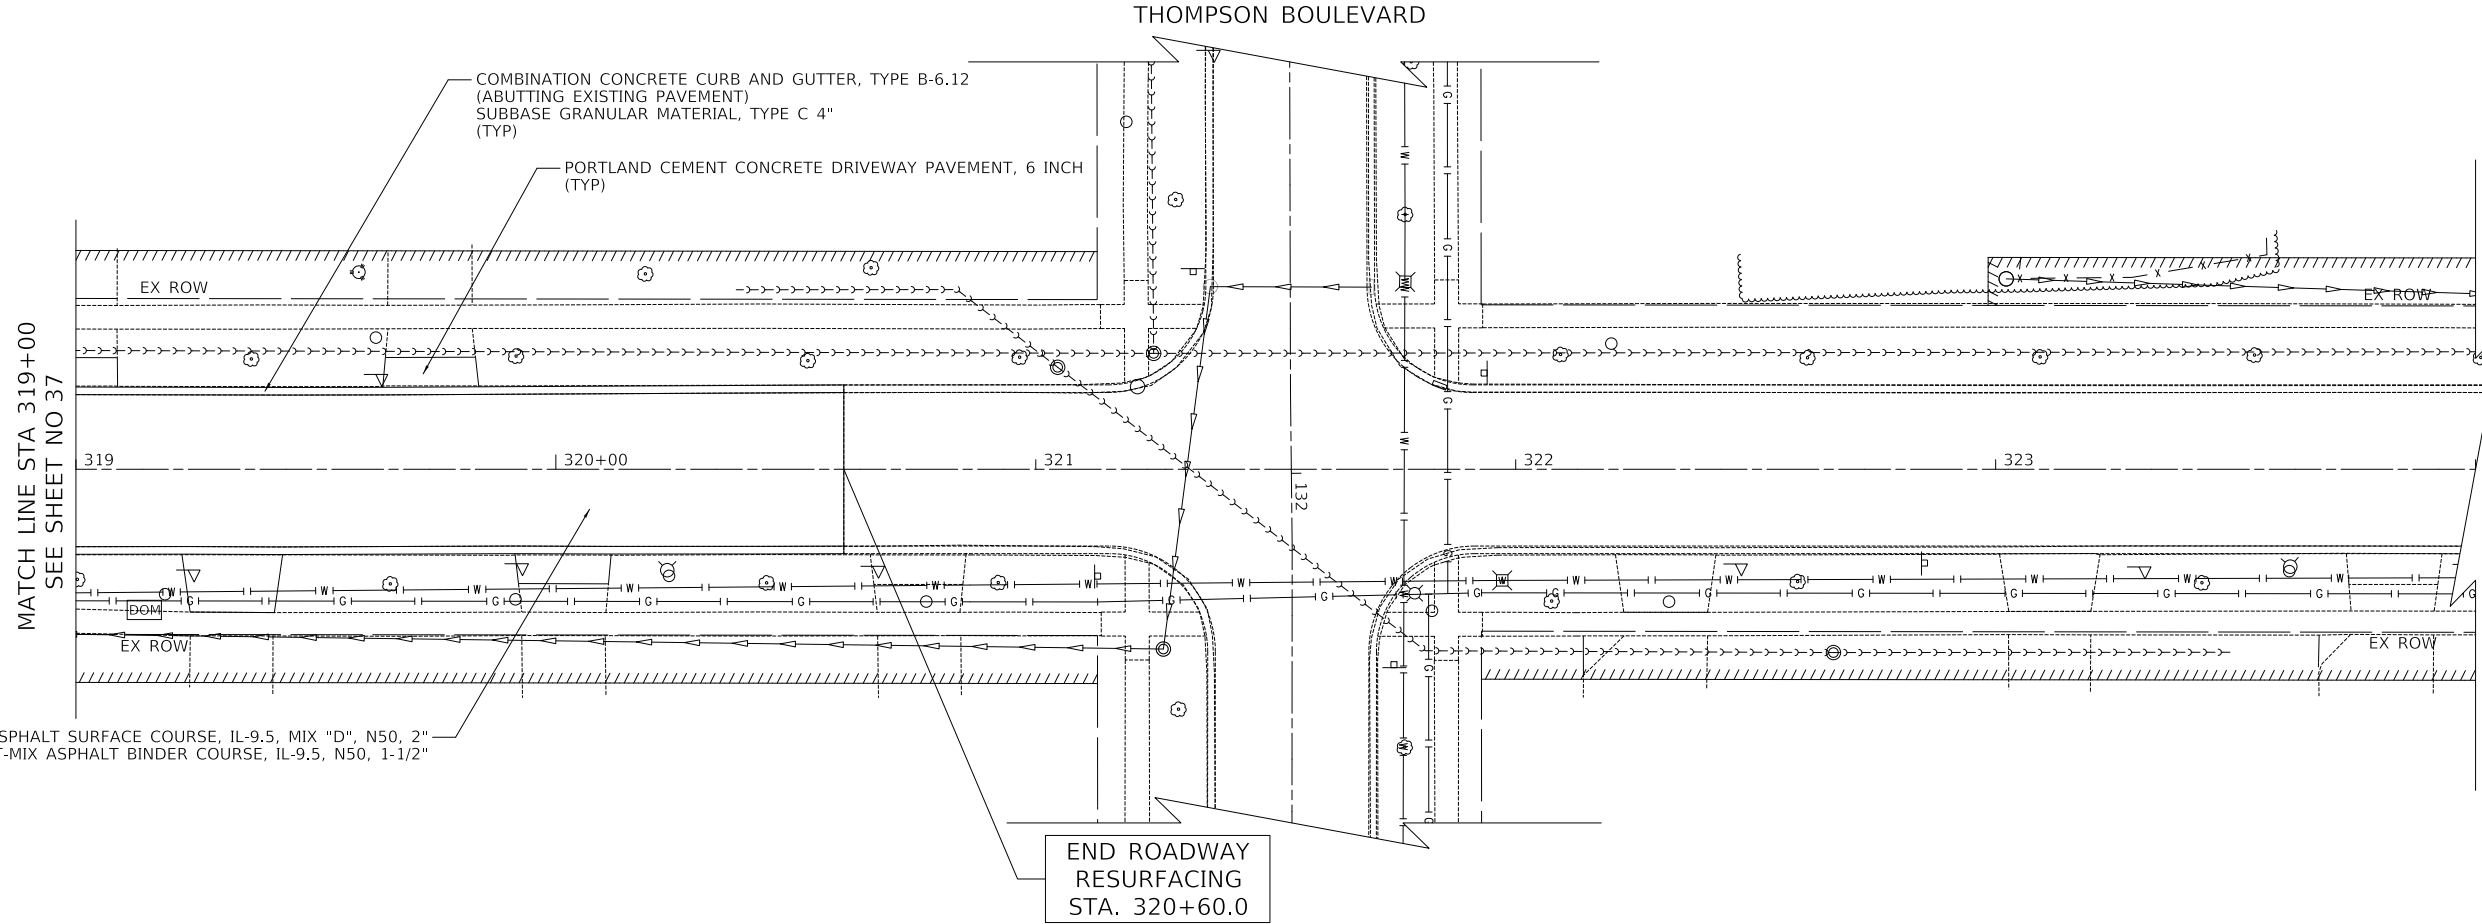 THOMPSON BOULEVARD
COMBINATION CONCRETE CURB AND GUTTER, TYPE B-6.12
(ABUTTING EXISTING PAVEMENT)
SUBBASE GRANULAR MATERIAL, TYPE C 4"
(TYP)
PORTLAND CEMENT CONCRETE DRIVEWAY PAVEMENT, 6 INCH
(TYP)
EX ROW
EX ROW
MATCH LINE STA 319+00
SEE SHEET NO 37
319
320+00
321
322
323
132
DOM
EX ROW
EX ROW
SPHALT SURFACE COURSE, IL-9.5, MIX "D", N50, 2"
T-MIX ASPHALT BINDER COURSE, IL-9.5, N50, 1-1/2"
END ROADWAY
RESURFACING
STA. 320+60.0